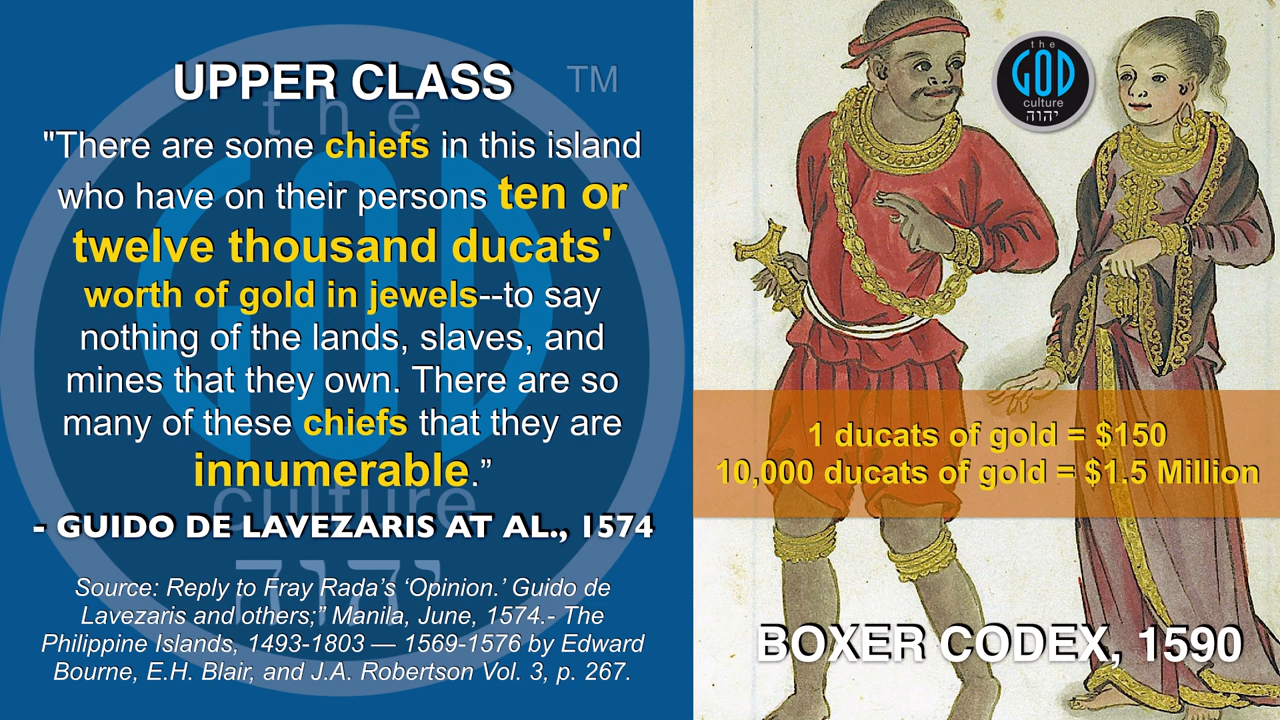 UPPER CLASS
TM
"There are some chiefs in this island
who have on their persons ten or
twelve thousand ducats'
worth of gold in jewels--to say
nothing of the lands, slaves, and
mines that they own. There are so
many of these chiefs that they are
innumerable.”
- GUIDO DE LAVEZARIS AT AL., 1574
Source: Reply to Fray Rada’s ‘Opinion.’ Guido de
Lavezaris and others;” Manila, June, 1574.- The
Philippine Islands, 1493-1803 — 1569-1576 by Edward
Bourne, E.H. Blair, and J.A. Robertson Vol. 3, p. 267.
the
GOD
culture
יהוה
the
GOD
culture
יהוה
1 ducats of gold = $150
10,000 ducats of gold = $1.5 Million
BOXER CODEX, 1590